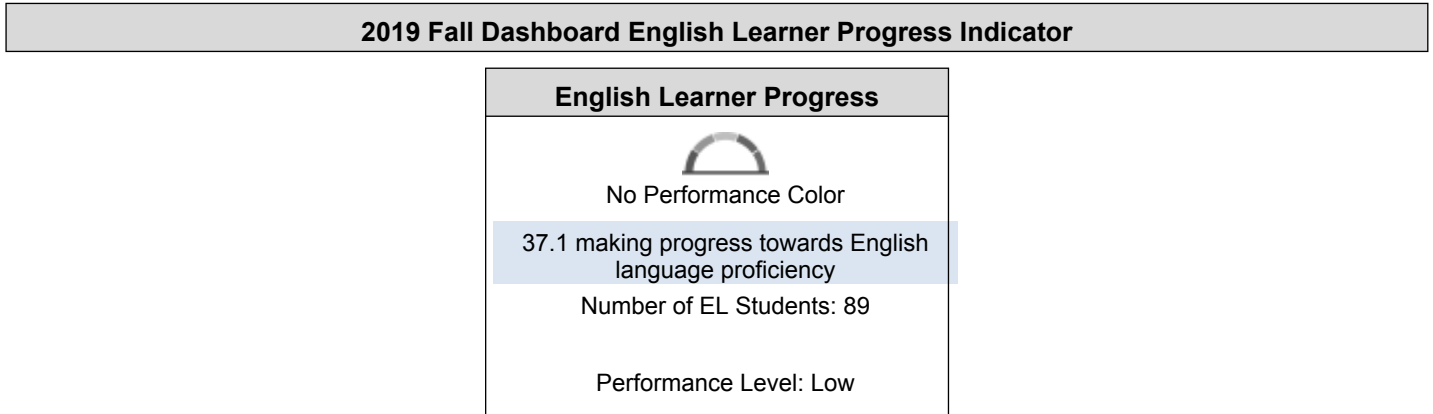 2019 Fall Dashboard English Learner Progress Indicator
English Learner Progress
No Performance Color
37.1 making progress towards English
language proficiency
Number of EL Students: 89
Performance Level: Low